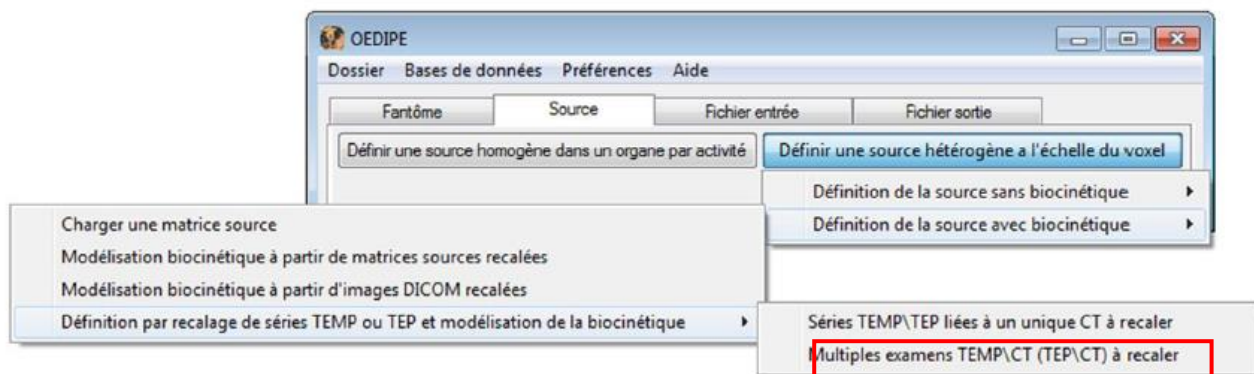 OEDIPE
Dossier Bases de données Préférences Aide
Fantôme Source Fichier entrée Fichier sortie
Définir une source homogène dans un organe par activité Définir une source hétérogène a l'échelle du voxel
Définition de la source sans biocinétique
Définition de la source avec biocinétique
Charger une matrice source
Modélisation biocinétique à partir de matrices sources recalées
Modélisation biocinétique à partir d'images DICOM recalées
Définition par recalage de séries TEMP ou TEP et modélisation de la biocinétique
Séries TEMP\TEP liées à un unique CT à recaler
Multiples examens TEMP\CT (TEP\CT) à recaler